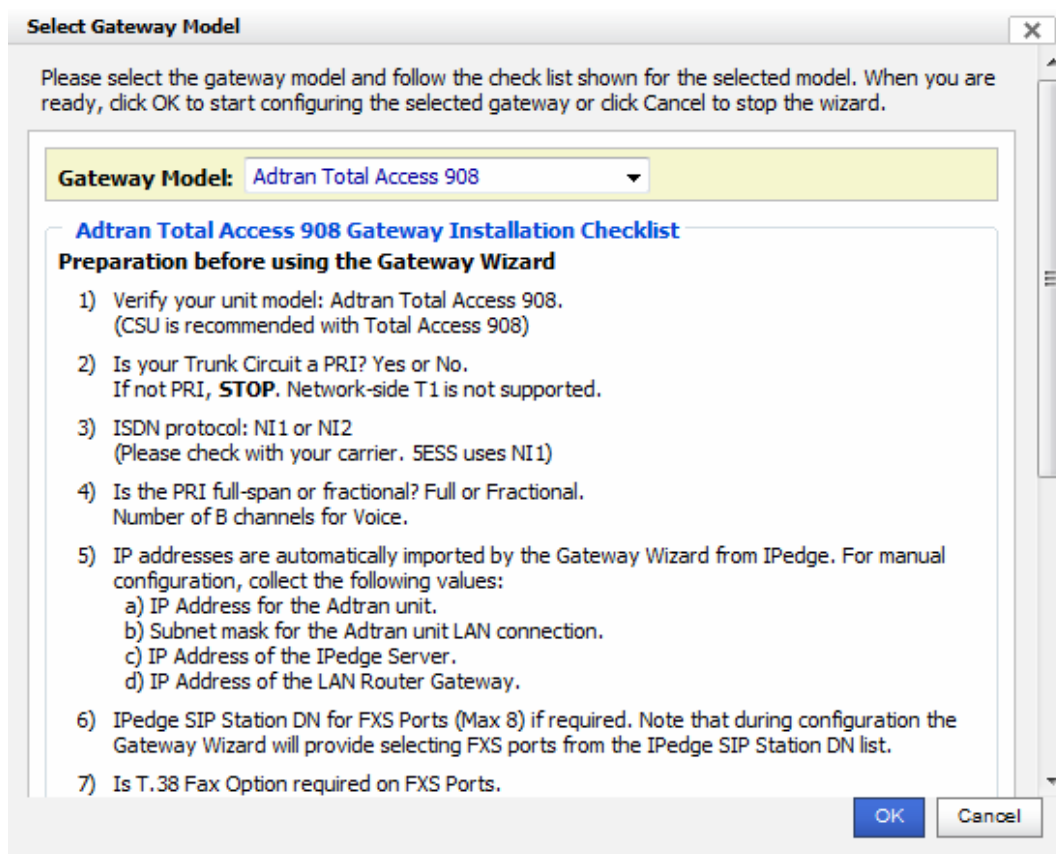 Select Gateway Model
Please select the gateway model and follow the check list shown for the selected model. When you are
ready, click OK to start configuring the selected gateway or click Cancel to stop the wizard.
Gateway Model: Adtran Total Access 908
Adtran Total Access 908 Gateway Installation Checklist
Preparation before using the Gateway Wizard
1) Verify your unit model: Adtran Total Access 908.
(CSU is recommended with Total Access 908)
2) Is your Trunk Circuit a PRI? Yes or No.
If not PRI, STOP. Network-side T1 is not supported.
3) ISDN protocol: NI1 or NI2
(Please check with your carrier. 5ESS uses NI1)
4) Is the PRI full-span or fractional? Full or Fractional.
Number of B channels for Voice.
5) IP addresses are automatically imported by the Gateway Wizard from IPedge. For manual
configuration, collect the following values:
a) IP Address for the Adtran unit.
b) Subnet mask for the Adtran unit LAN connection.
c) IP Address of the IPedge Server.
d) IP Address of the LAN Router Gateway.
6) IPedge SIP Station DN for FXS Ports (Max 8) if required. Note that during configuration the
Gateway Wizard will provide selecting FXS ports from the IPedge SIP Station DN list.
7) Is T.38 Fax Option required on FXS Ports.
OK Cancel